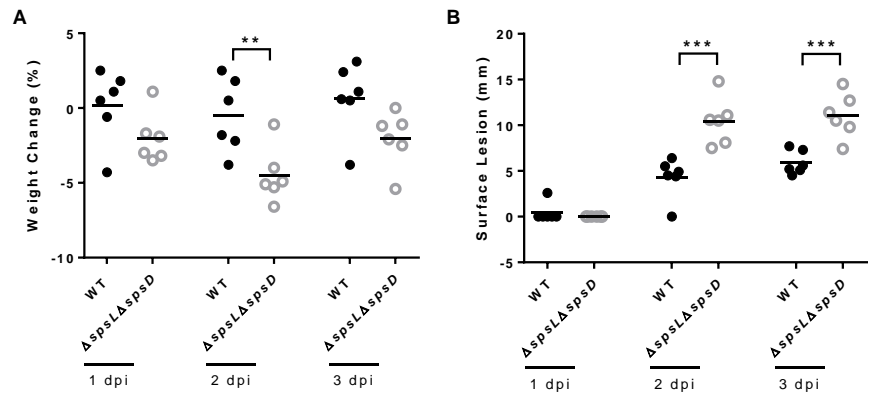 A
Weight Change (%)
5
0
-5
-10
**
WT
ΔspsLΔspsD
WT
ΔspsLΔspsD
WT
ΔspsLΔspsD
1 dpi
2 dpi
3 dpi
B
Surface Lesion (mm)
20
15
10
5
0
-5
***
***
WT
ΔspsLΔspsD
WT
ΔspsLΔspsD
WT
ΔspsLΔspsD
1 dpi
2 dpi
3 dpi